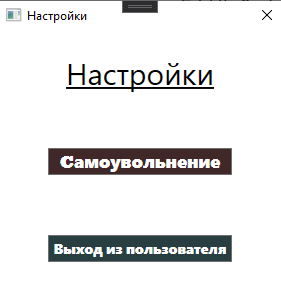 Настройки
Настройки
Самоувольнение
Выход из пользователя